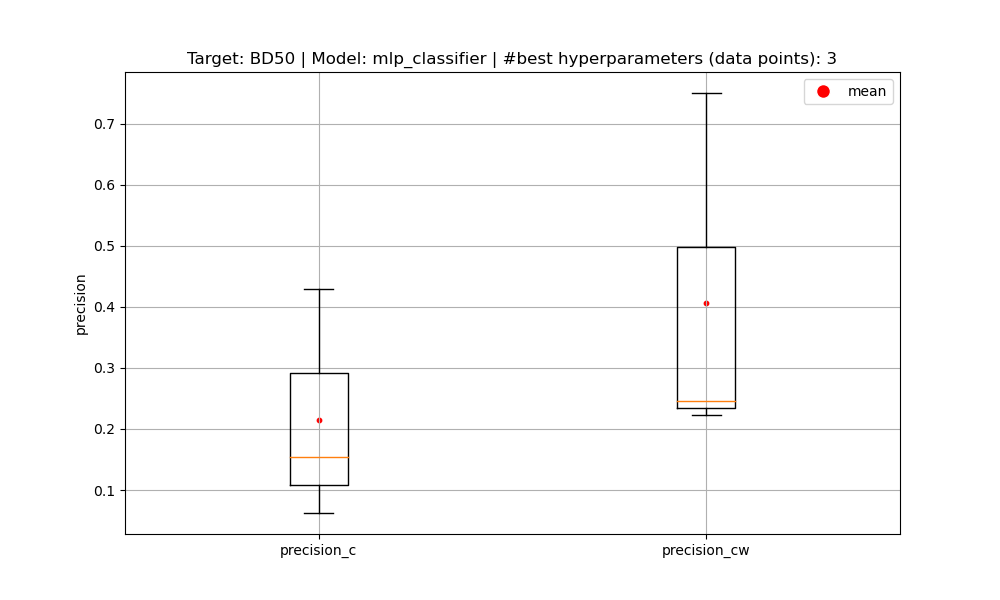 Target: BD50 | Model: mlp_classifier | #best hyperparameters (data points): 3
mean
0.7
0.6
0.5
0.4
0.3
0.2
0.1
precision
precision_c
precision_cw